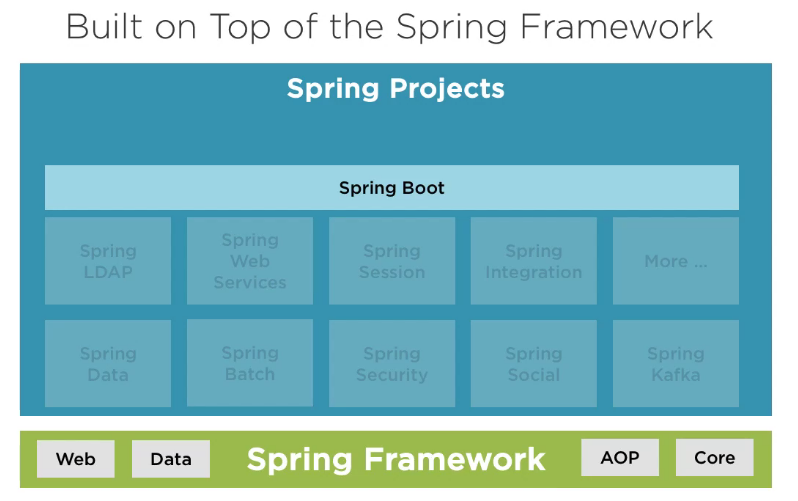 Built on Top of the Spring Framework
Spring Projects
Spring Boot
Spring
LDAP
Spring
Web
Services
Spring
Session
Spring
Integration
More ...
Spring
Data
Spring
Batch
Spring
Security
Spring
Social
Spring
Kafka
Web
Data
Spring Framework
AOP
Core